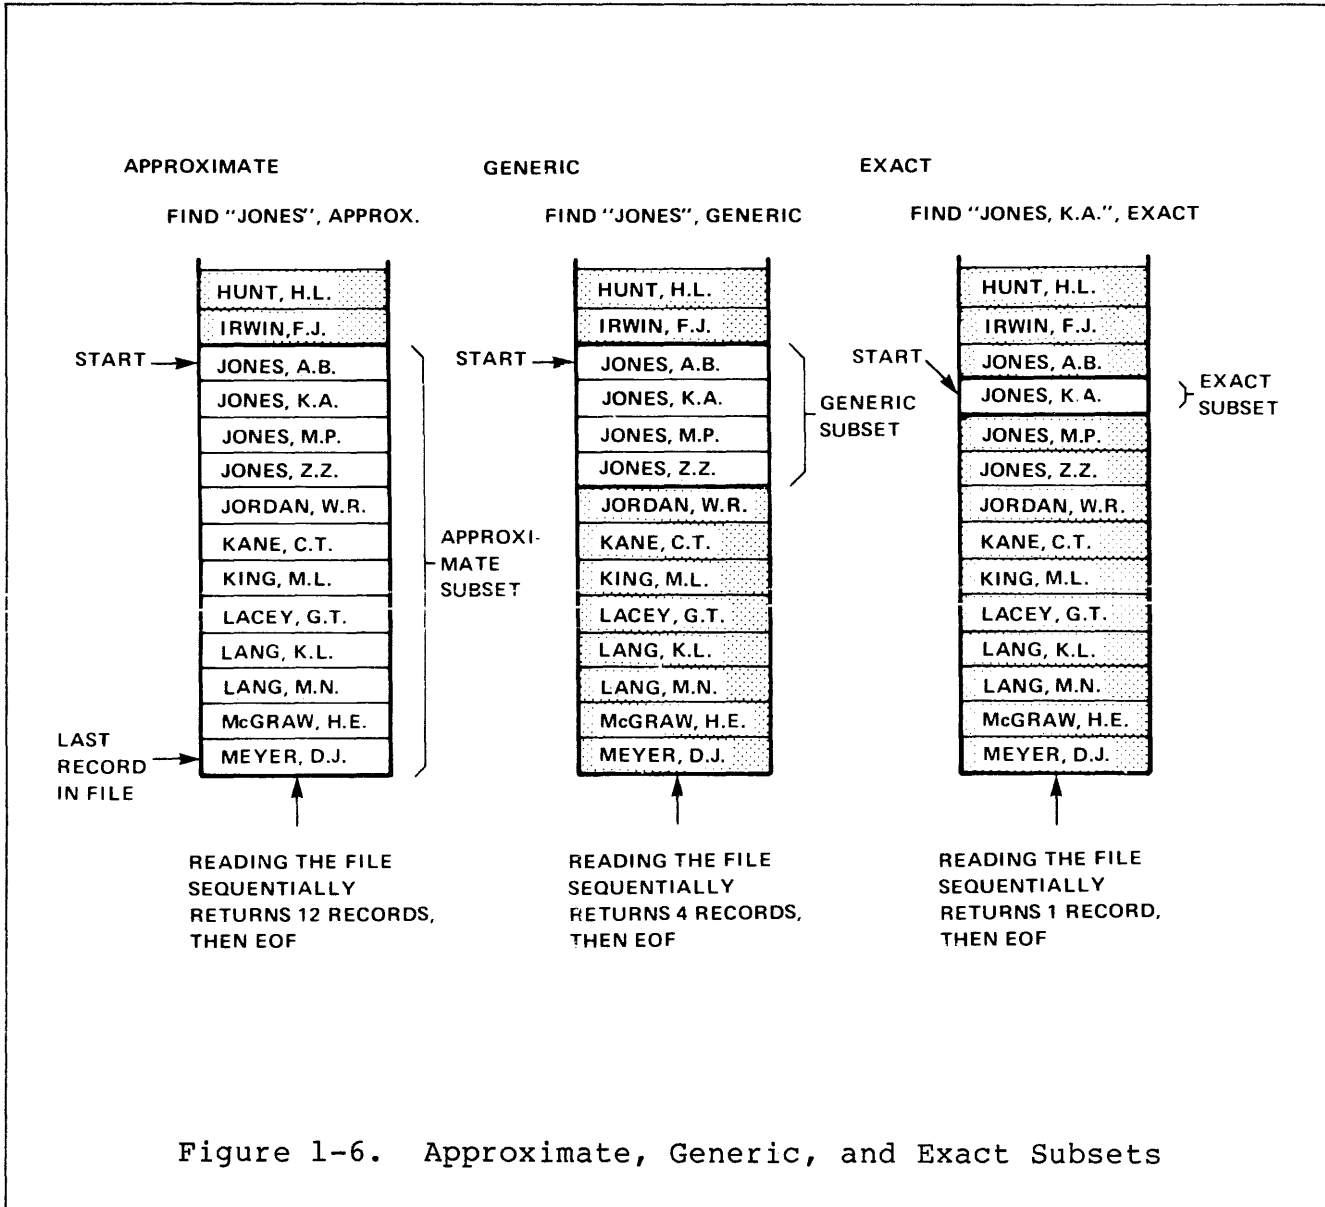 APPROXIMATE
FIND "JONES", APPROX.
HUNT, H.L.
IRWIN,F.J.
START
JONES, A.B.
JONES, K.A.
JONES, M.P.
JONES, Z.Z.
JORDAN, W.R.
KANE, C.T.
KING, M.L.
LACEY, G.T.
LANG, K.L.
LANG, M.N.
McGRAW, H.E.
MEYER, D.J.
APPROXI-
MATE
SUBSET
LAST
RECORD
IN FILE
READING THE FILE
SEQUENTIALLY
RETURNS 12 RECORDS,
THEN EOF
GENERIC
FIND "JONES", GENERIC
HUNT, H.L.
IRWIN, F.J.
START
JONES, A.B.
JONES, K.A.
JONES, M.P.
JONES, Z.Z.
JORDAN, W.R.
KANE, C.T.
KING, M.L.
LACEY, G.T.
LANG, K.L.
LANG, M.N.
McGRAW, H.E.
MEYER, D.J.
GENERIC
SUBSET
READING THE FILE
SEQUENTIALLY
RETURNS 4 RECORDS,
THEN EOF
EXACT
FIND "JONES, K.A.", EXACT
HUNT, H.L.
IRWIN, F.J.
JONES, A.B.
START
JONES, K.A.
JONES, M.P.
JONES, Z.Z.
JORDAN, W.R.
KANE, C.T.
KING, M.L.
LACEY, G.T.
LANG, K.L.
LANG, M.N.
McGRAW, H.E.
MEYER, D.J.
EXACT
SUBSET
READING THE FILE
SEQUENTIALLY
RETURNS 1 RECORD,
THEN EOF
Figure 1-6. Approximate, Generic, and Exact Subsets